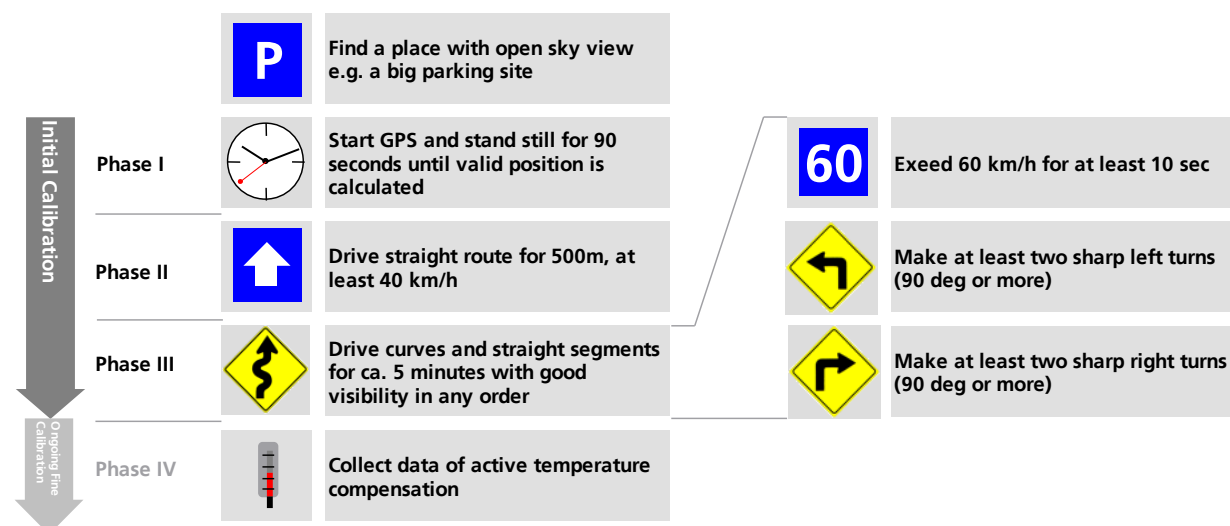 P
Find a place with open sky view
e.g. a big parking site
Initial Calibration
Phase I
Start GPS and stand still for 90
seconds until valid position is
calculated
Phase II
Drive straight route for 500m, at
least 40 km/h
Phase III
Drive curves and straight segments
for ca. 5 minutes with good
visibility in any order
60
Exeed 60 km/h for at least 10 sec
Make at least two sharp left turns
(90 deg or more)
Make at least two sharp right turns
(90 deg or more)
Ongoing Fine
Calibration
Phase IV
Collect data of active temperature
compensation